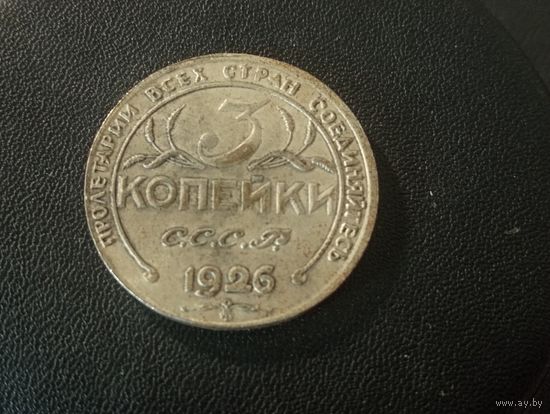 ПРОЛЕТАРИИ ВСЕХ СТРАН СОЕДИНЯЙТЕСЬ
3
КОПЕЙКИ
С.С.С.Р.
1926
www.ay.by